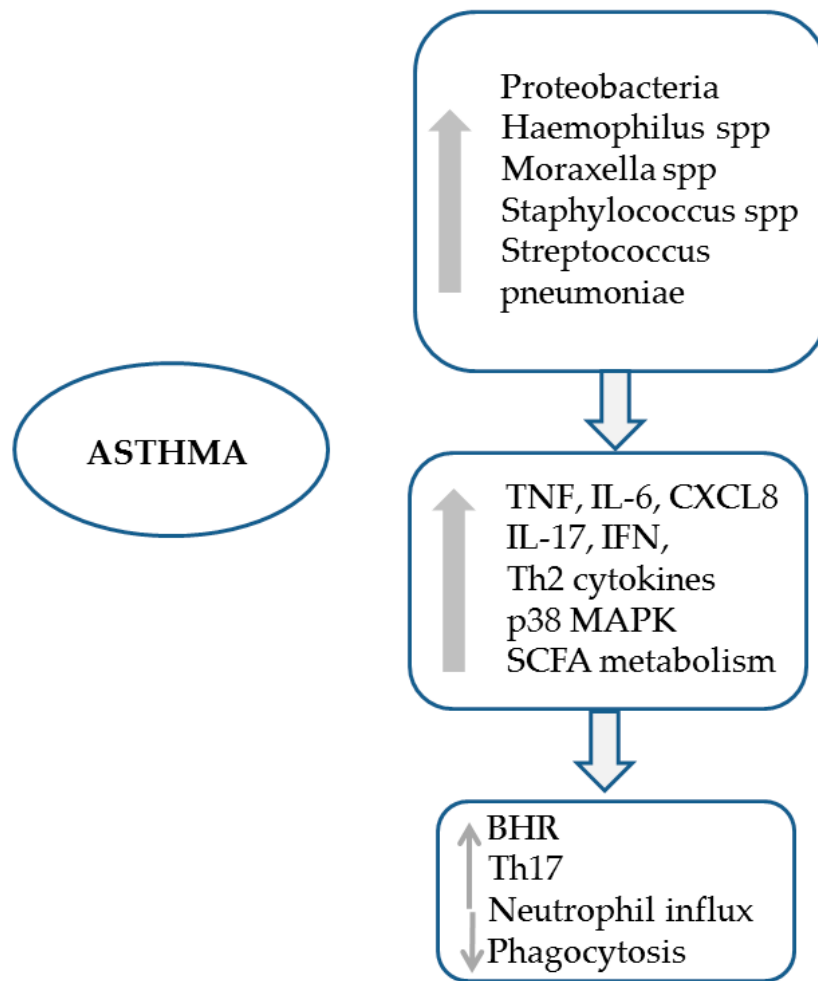 Proteobacteria
Haemophilus spp
Moraxella spp
Staphylococcus spp
Streptococcus
pneumoniae
ASTHMA
TNF, IL-6, CXCL8
IL-17, IFN,
Th2 cytokines
p38 MAPK
SCFA metabolism
BHR
Th17
Neutrophil influx
Phagocytosis